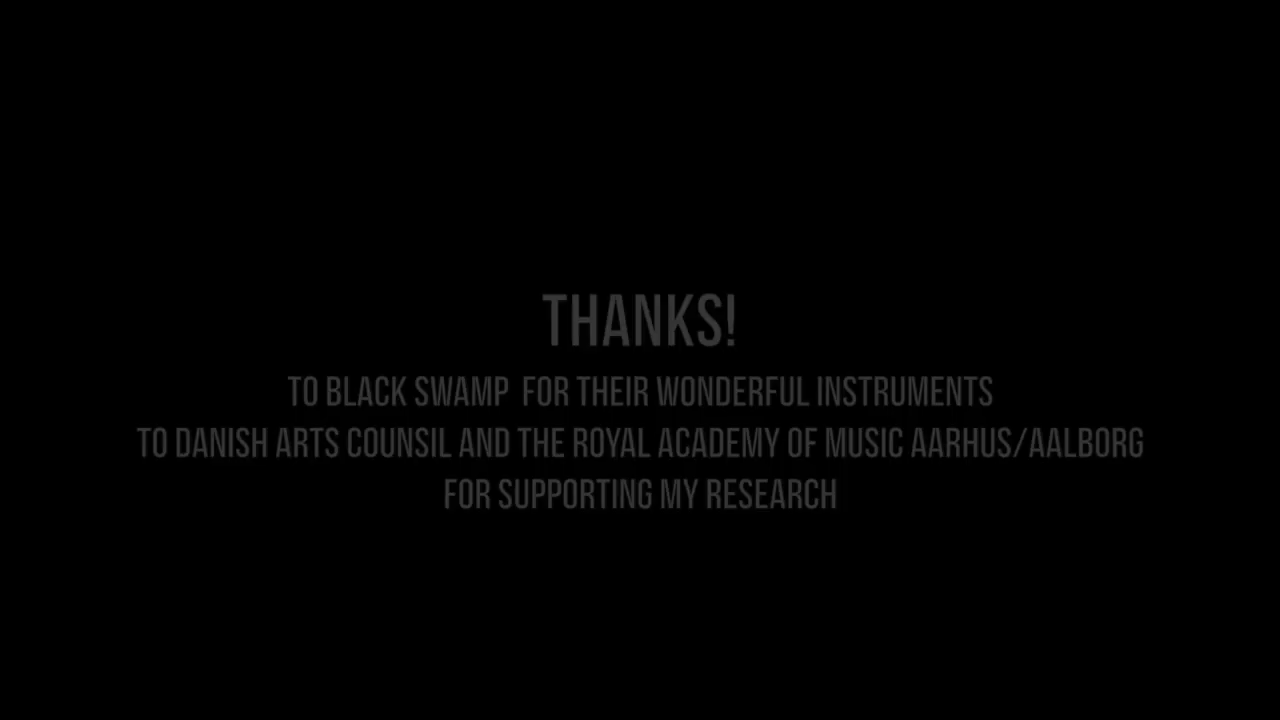 THANKS!
TO BLACK SWAMP  FOR THEIR WONDERFUL INSTRUMENTS
TO DANISH ARTS COUNSIL AND THE ROYAL ACADEMY OF MUSIC AARHUS/AALBORG
FOR SUPPORTING MY RESEARCH